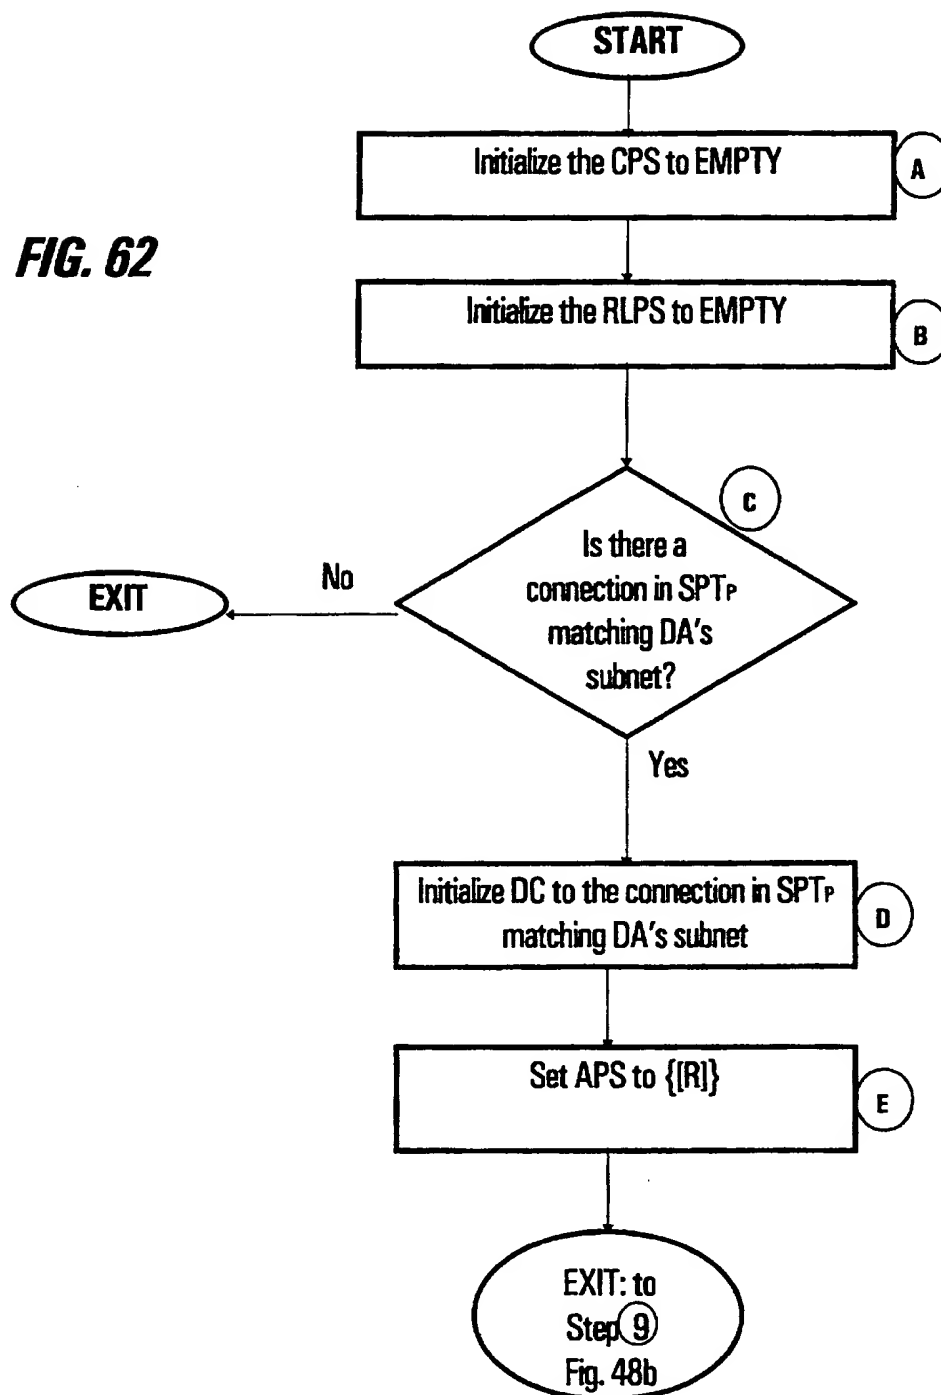 START
Initialize the CPS to EMPTY
A
FIG. 62
Initialize the RLPS to EMPTY
B
C
Is there a
connection in SPTP
matching DA's
subnet?
No
EXIT
Yes
Initialize DC to the connection in SPTP
matching DA's subnet
D
Set APS to {[R]}
E
EXIT: to
Step 9
Fig. 48b